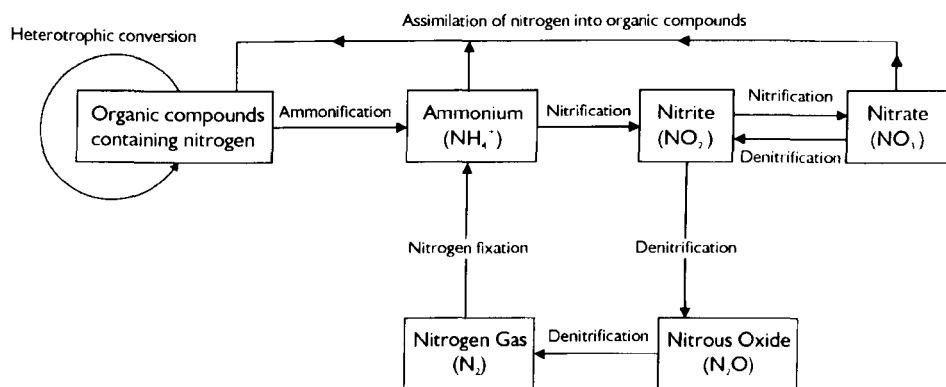 Assimilation of nitrogen into organic compounds
Heterotrophic conversion
Organic compounds
containing nitrogen
Ammonification
Ammonium
(NH₄⁺)
Nitrification
Nitrite
(NO₂)
Nitrification
Denitrification
Nitrate
(NO₃)
Nitrogen fixation
Denitrification
Nitrogen Gas
(N₂)
Denitrification
Nitrous Oxide
(N₂O)